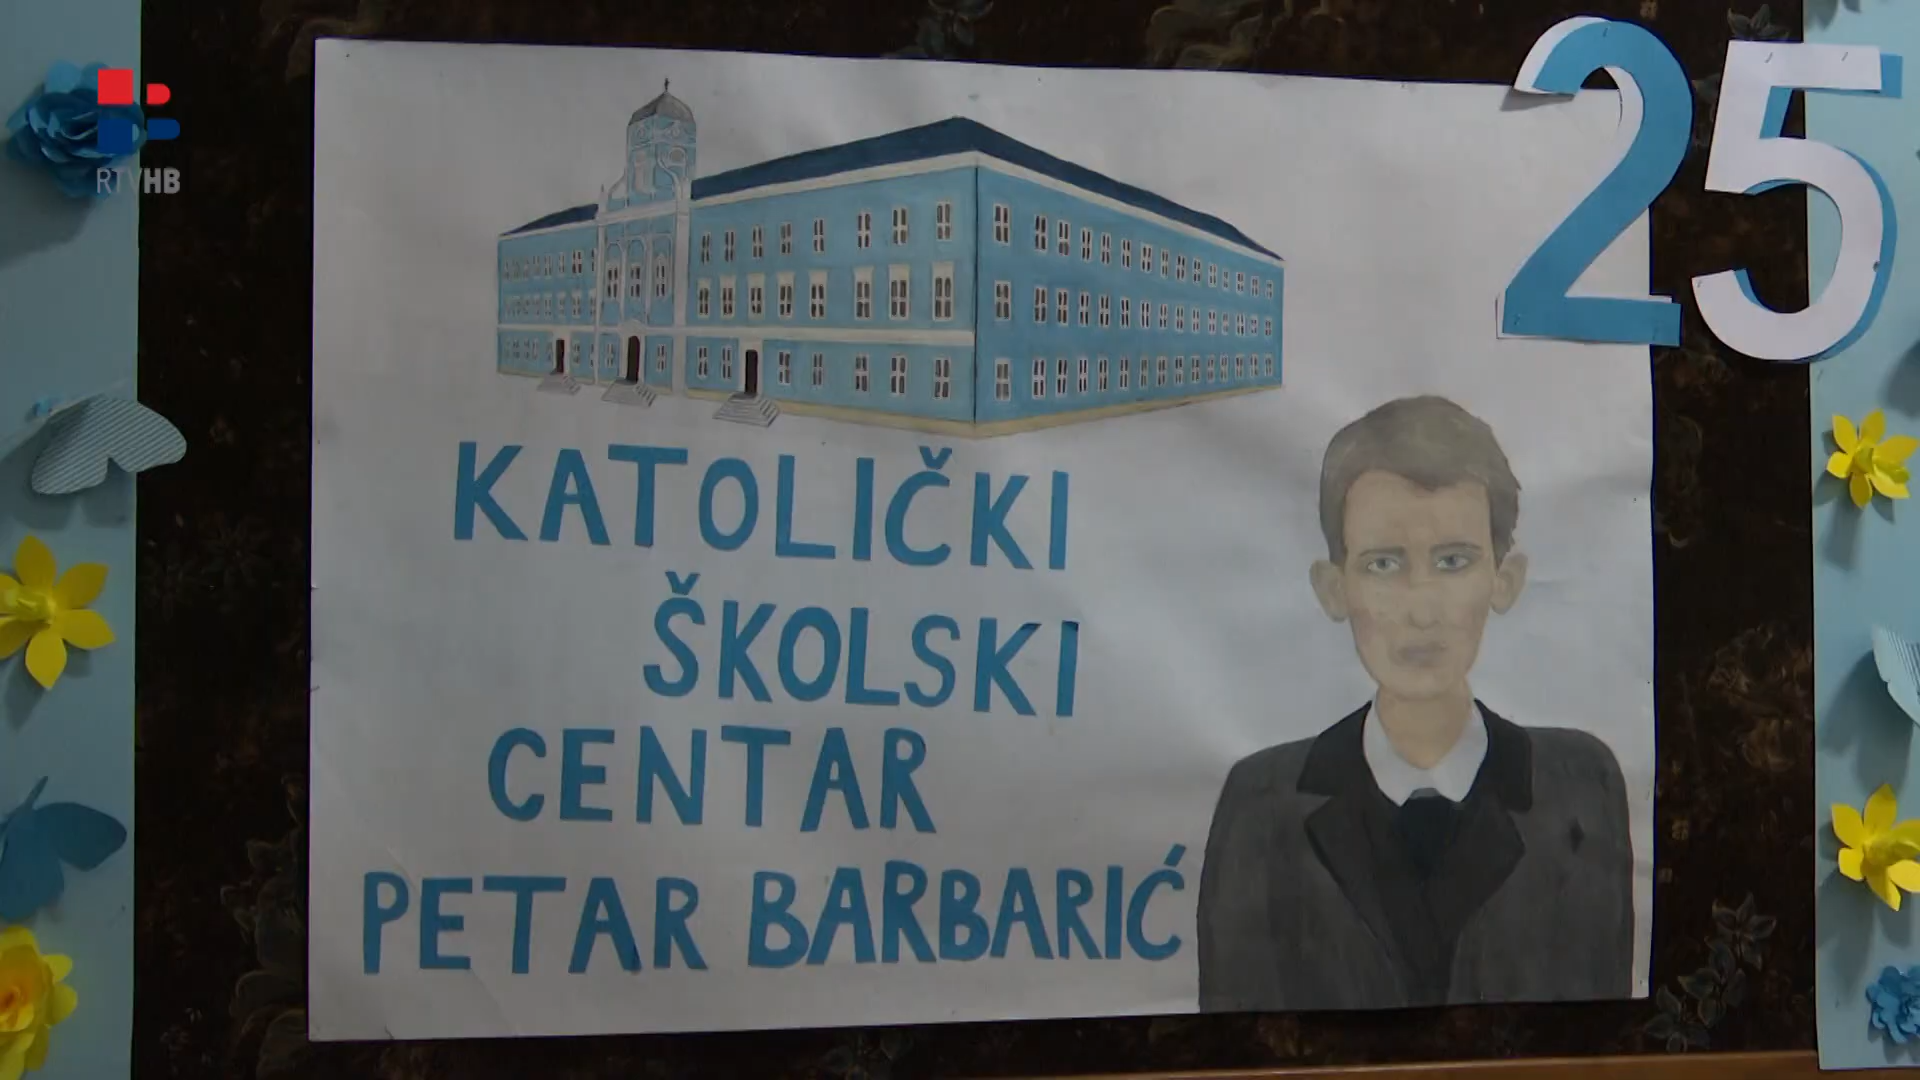 RTVHB
25
KATOLIČKI
ŠKOLSKI
CENTAR
PETAR BARBARIĆ